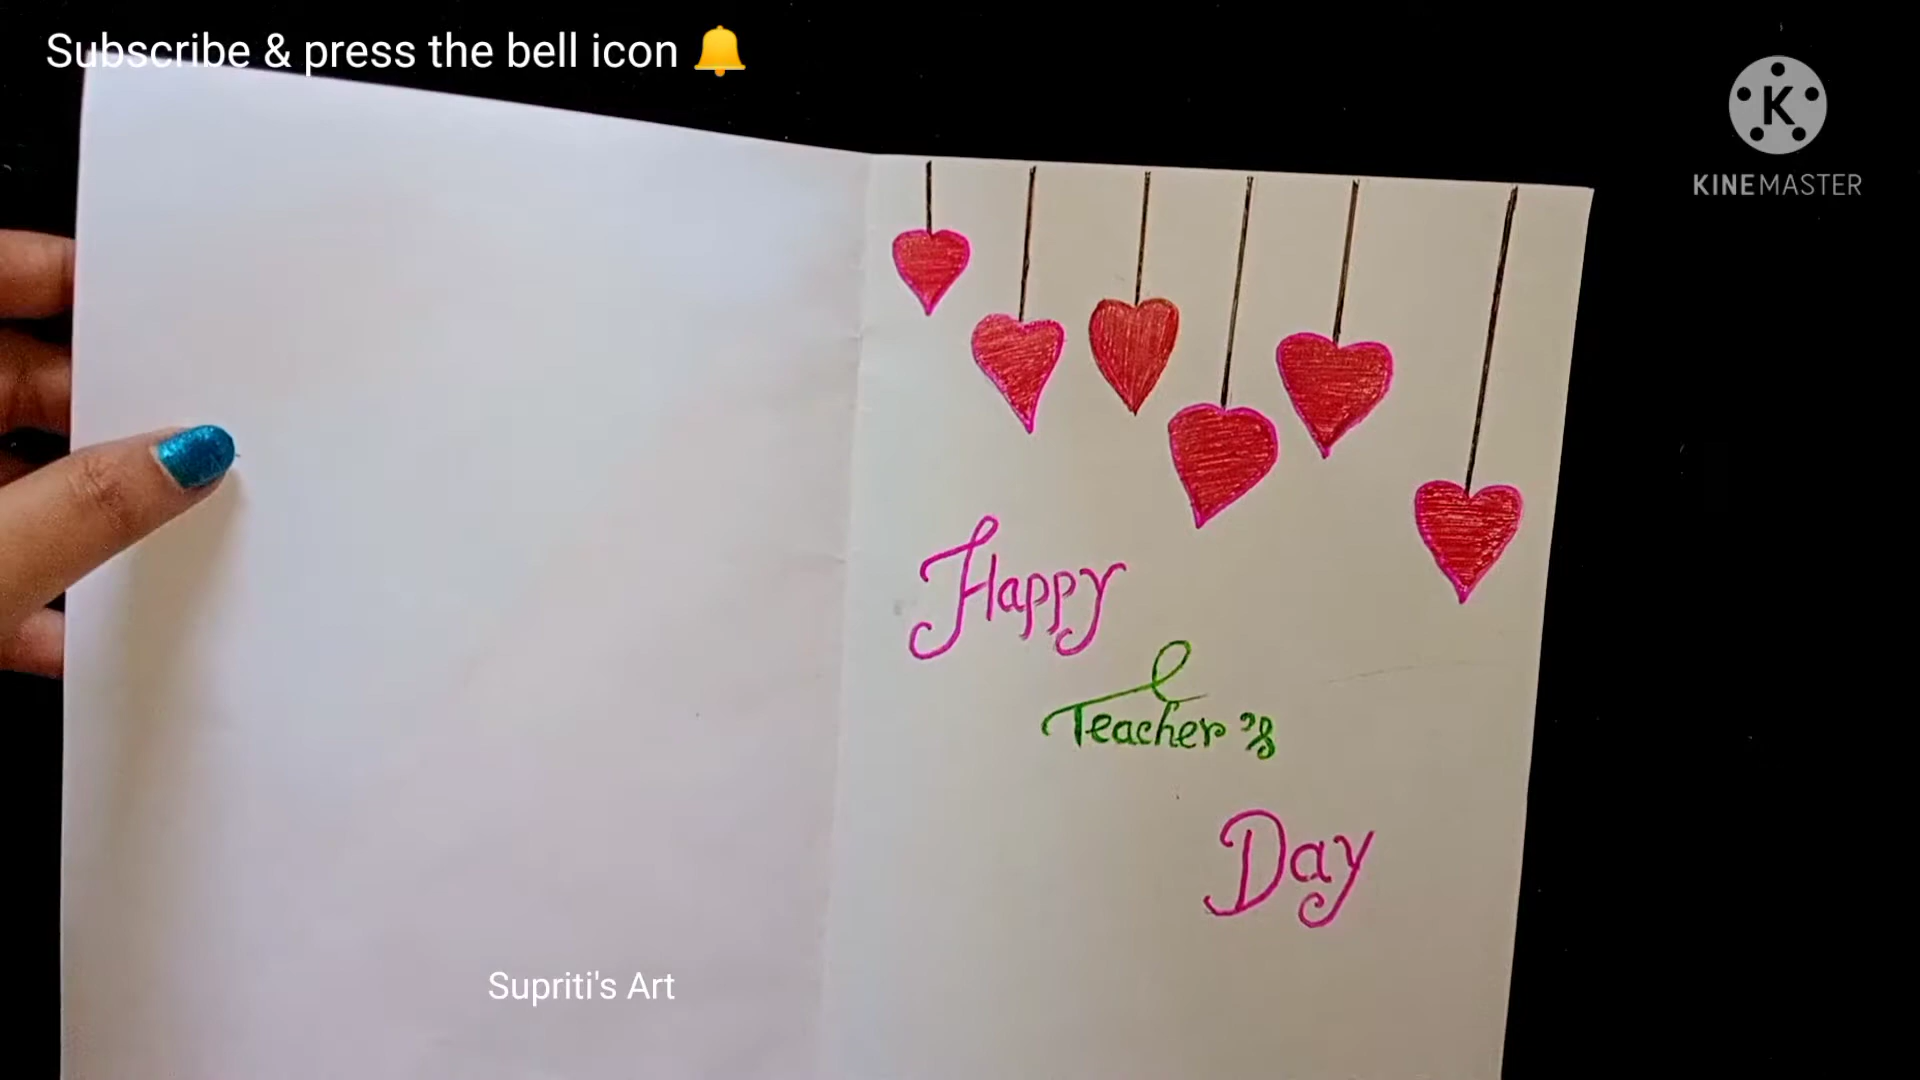 Subscribe & press the bell icon 🔔
K
KINEMASTER
Happy
Teacher's
Day
Supriti's Art